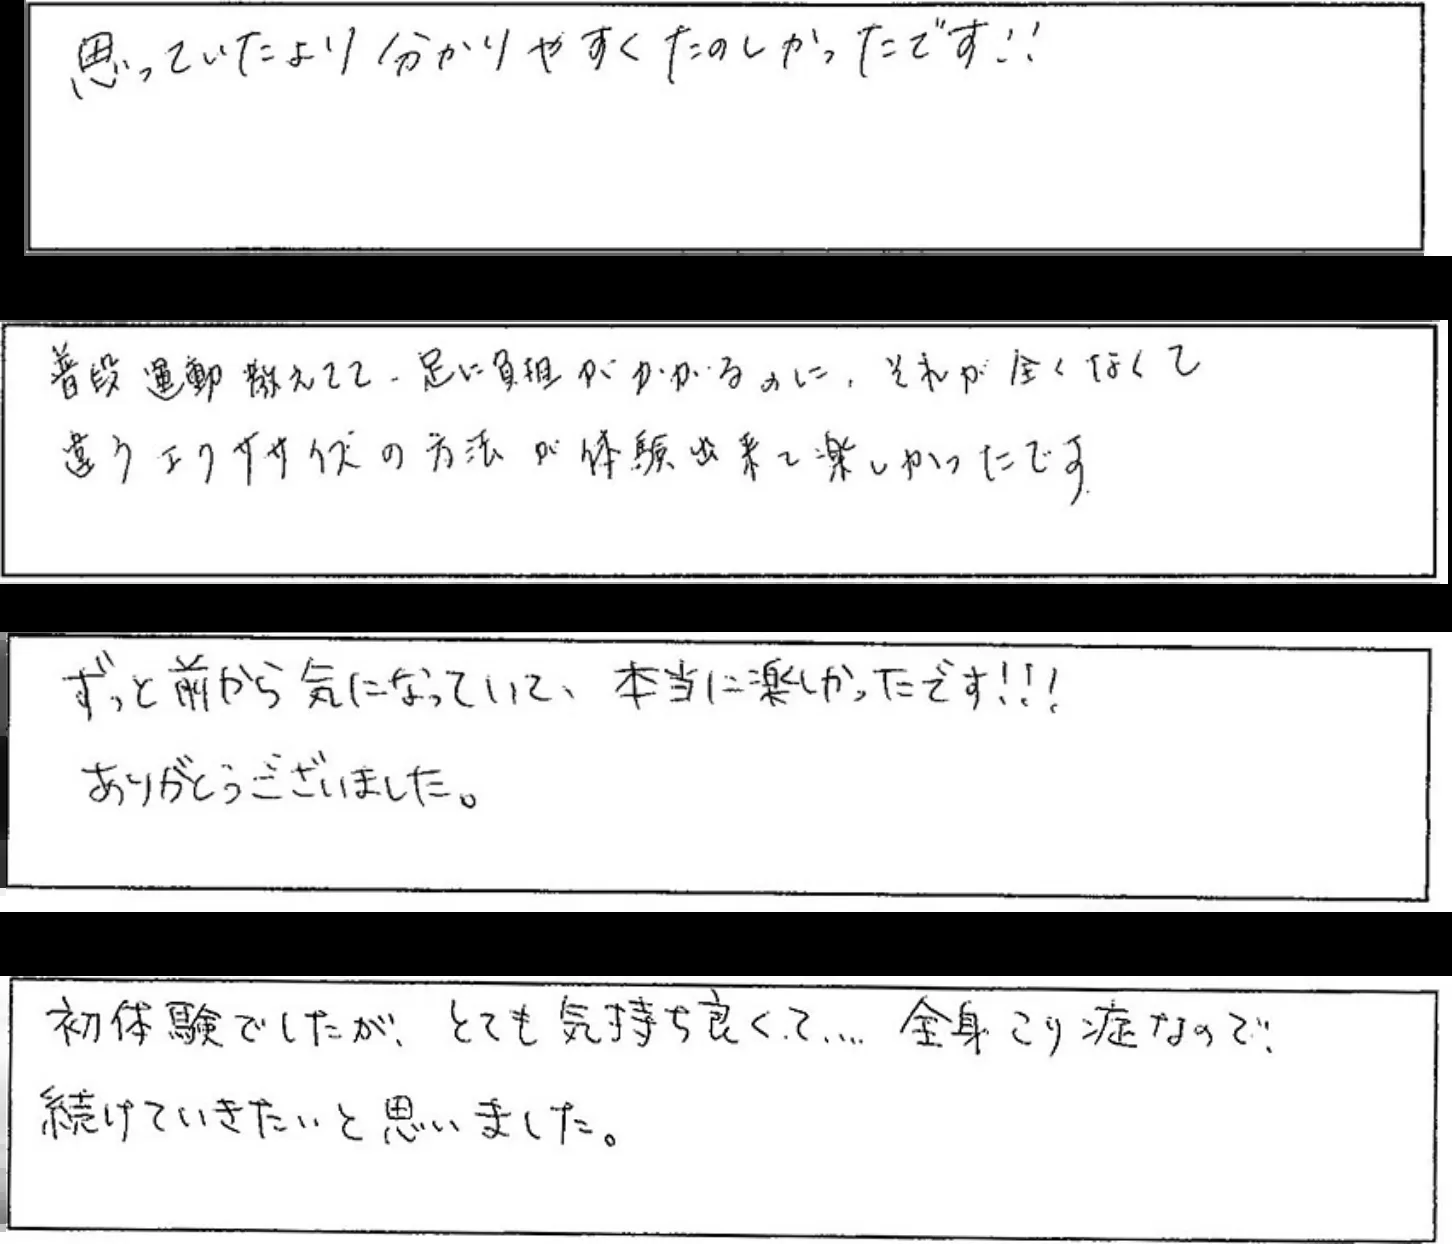 思っていたより分かりやすくたのしかったです!!
普段運動教えてて、足に負担がかかるのに、それが全くなくて
違うエクササイズの方法が体験出来て楽しかったです
ずっと前から気になっていて、本当に楽しかったです!!!
ありがとうございました。
初体験でしたが、とても気持ち良くて.... 全身こり症なので、
続けていきたいと思いました。